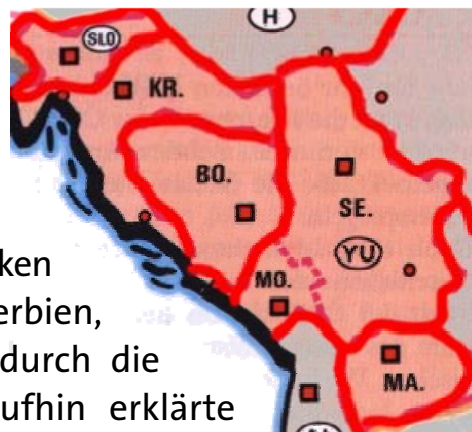 H
SLO
KR.
BO.
SE.
YU
MO.
MA.
ken
erbien,
durch die
ufhin erklärte